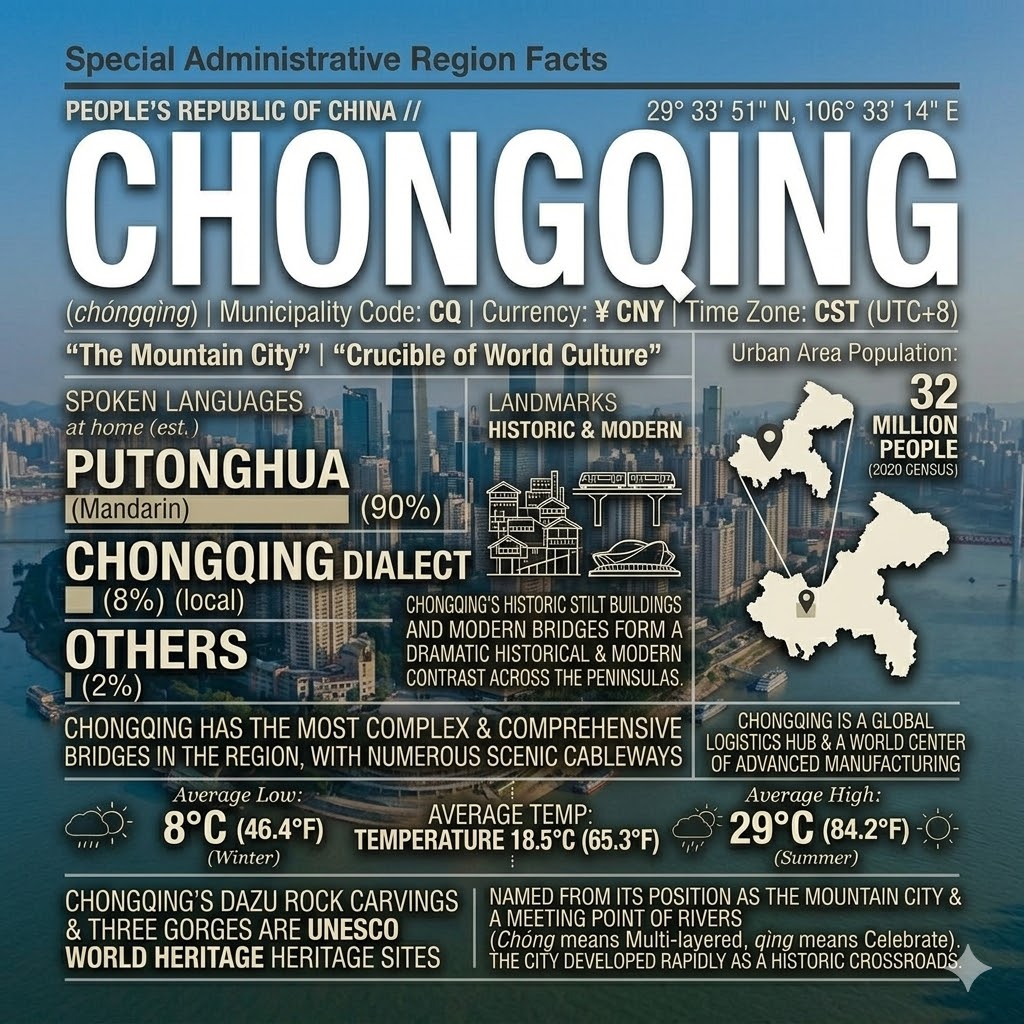 Special Administrative Region Facts
PEOPLE'S REPUBLIC OF CHINA //
29° 33' 51" N, 106° 33' 14" E
CHONGQING
(chóngqìng) | Municipality Code: CQ | Currency: ¥ CNY | Time Zone: CST (UTC+8)
“The Mountain City” | “Crucible of World Culture”
SPOKEN LANGUAGES
at home (est.)
PUTONGHUA
(Mandarin) (90%)
CHONGQING DIALECT
(8%) (local)
OTHERS
(2%)
LANDMARKS
HISTORIC & MODERN
CHONGQING'S HISTORIC STILT BUILDINGS
AND MODERN BRIDGES FORM A
DRAMATIC HISTORICAL & MODERN
CONTRAST ACROSS THE PENINSULAS.
Urban Area Population:
32
MILLION
PEOPLE
(2020 CENSUS)
CHONGQING HAS THE MOST COMPLEX & COMPREHENSIVE
BRIDGES IN THE REGION, WITH NUMEROUS SCENIC CABLEWAYS
CHONGQING IS A GLOBAL
LOGISTICS HUB & A WORLD CENTER
OF ADVANCED MANUFACTURING
Average Low:
8°C (46.4°F)
(Winter)
AVERAGE TEMP:
TEMPERATURE 18.5°C (65.3°F)
Average High:
29°C (84.2°F)
(Summer)
CHONGQING'S DAZU ROCK CARVINGS
& THREE GORGES ARE UNESCO
WORLD HERITAGE HERITAGE SITES
NAMED FROM ITS POSITION AS THE MOUNTAIN CITY &
A MEETING POINT OF RIVERS
(Chóng means Multi-layered, qìng means Celebrate).
THE CITY DEVELOPED RAPIDLY AS A HISTORIC CROSSROADS.